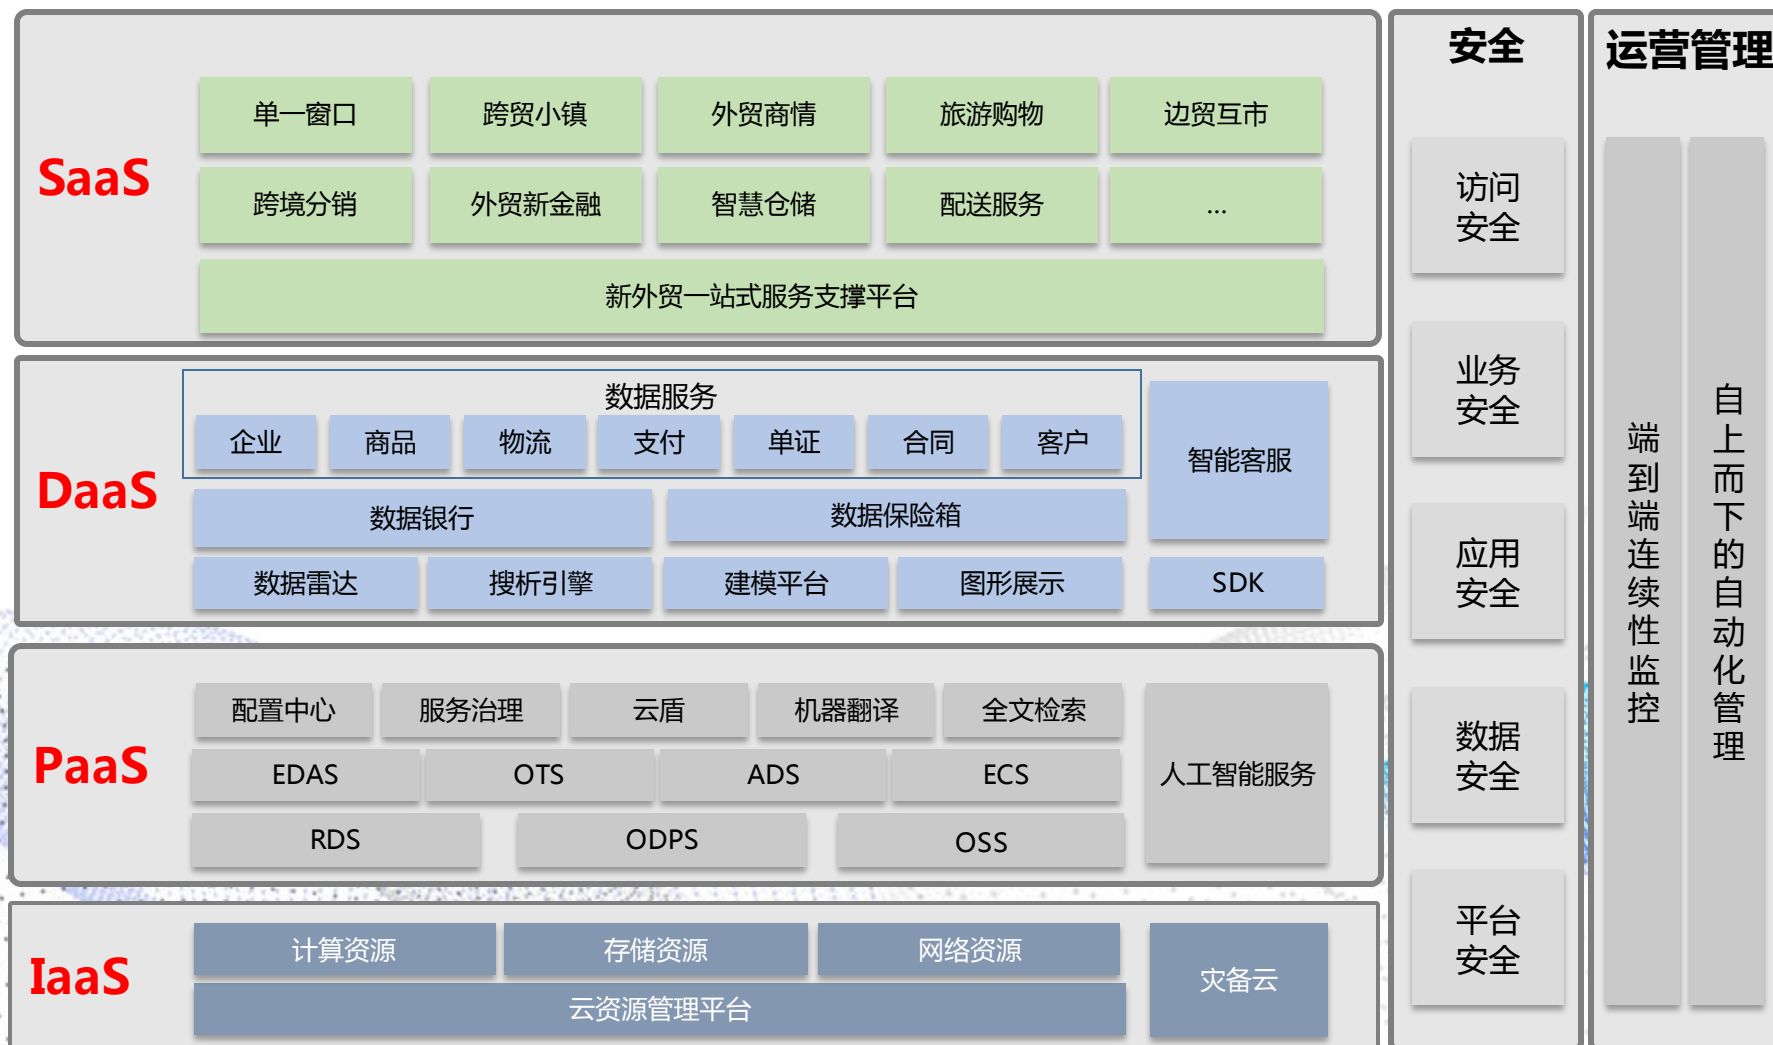 SaaS
单一窗口
跨贸小镇
外贸商情
旅游购物
边贸互市
跨境分销
外贸新金融
智慧仓储
配送服务
...
新外贸一站式服务支撑平台
DaaS
数据服务
企业
商品
物流
支付
单证
合同
客户
智能客服
数据银行
数据保险箱
数据雷达
搜析引擎
建模平台
图形展示
SDK
PaaS
配置中心
服务治理
云盾
机器翻译
全文检索
人工智能服务
EDAS
OTS
ADS
ECS
RDS
ODPS
OSS
IaaS
计算资源
存储资源
网络资源
灾备云
云资源管理平台
安全
访问
安全
业务
安全
应用
安全
数据
安全
平台
安全
运营管理
端到端连续性监控
自上而下的自动化管理